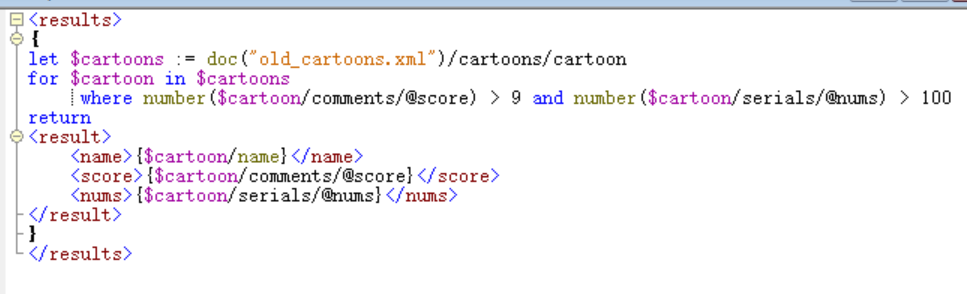 <results>
{
let $cartoons := doc("old_cartoons.xml")/cartoons/cartoon
for $cartoon in $cartoons
where number($cartoon/comments/@score) > 9 and number($cartoon/serials/@nums) > 100
return
<result>
<name>{$cartoon/name}</name>
<score>{$cartoon/comments/@score}</score>
<nums>{$cartoon/serials/@nums}</nums>
</result>
}
</results>